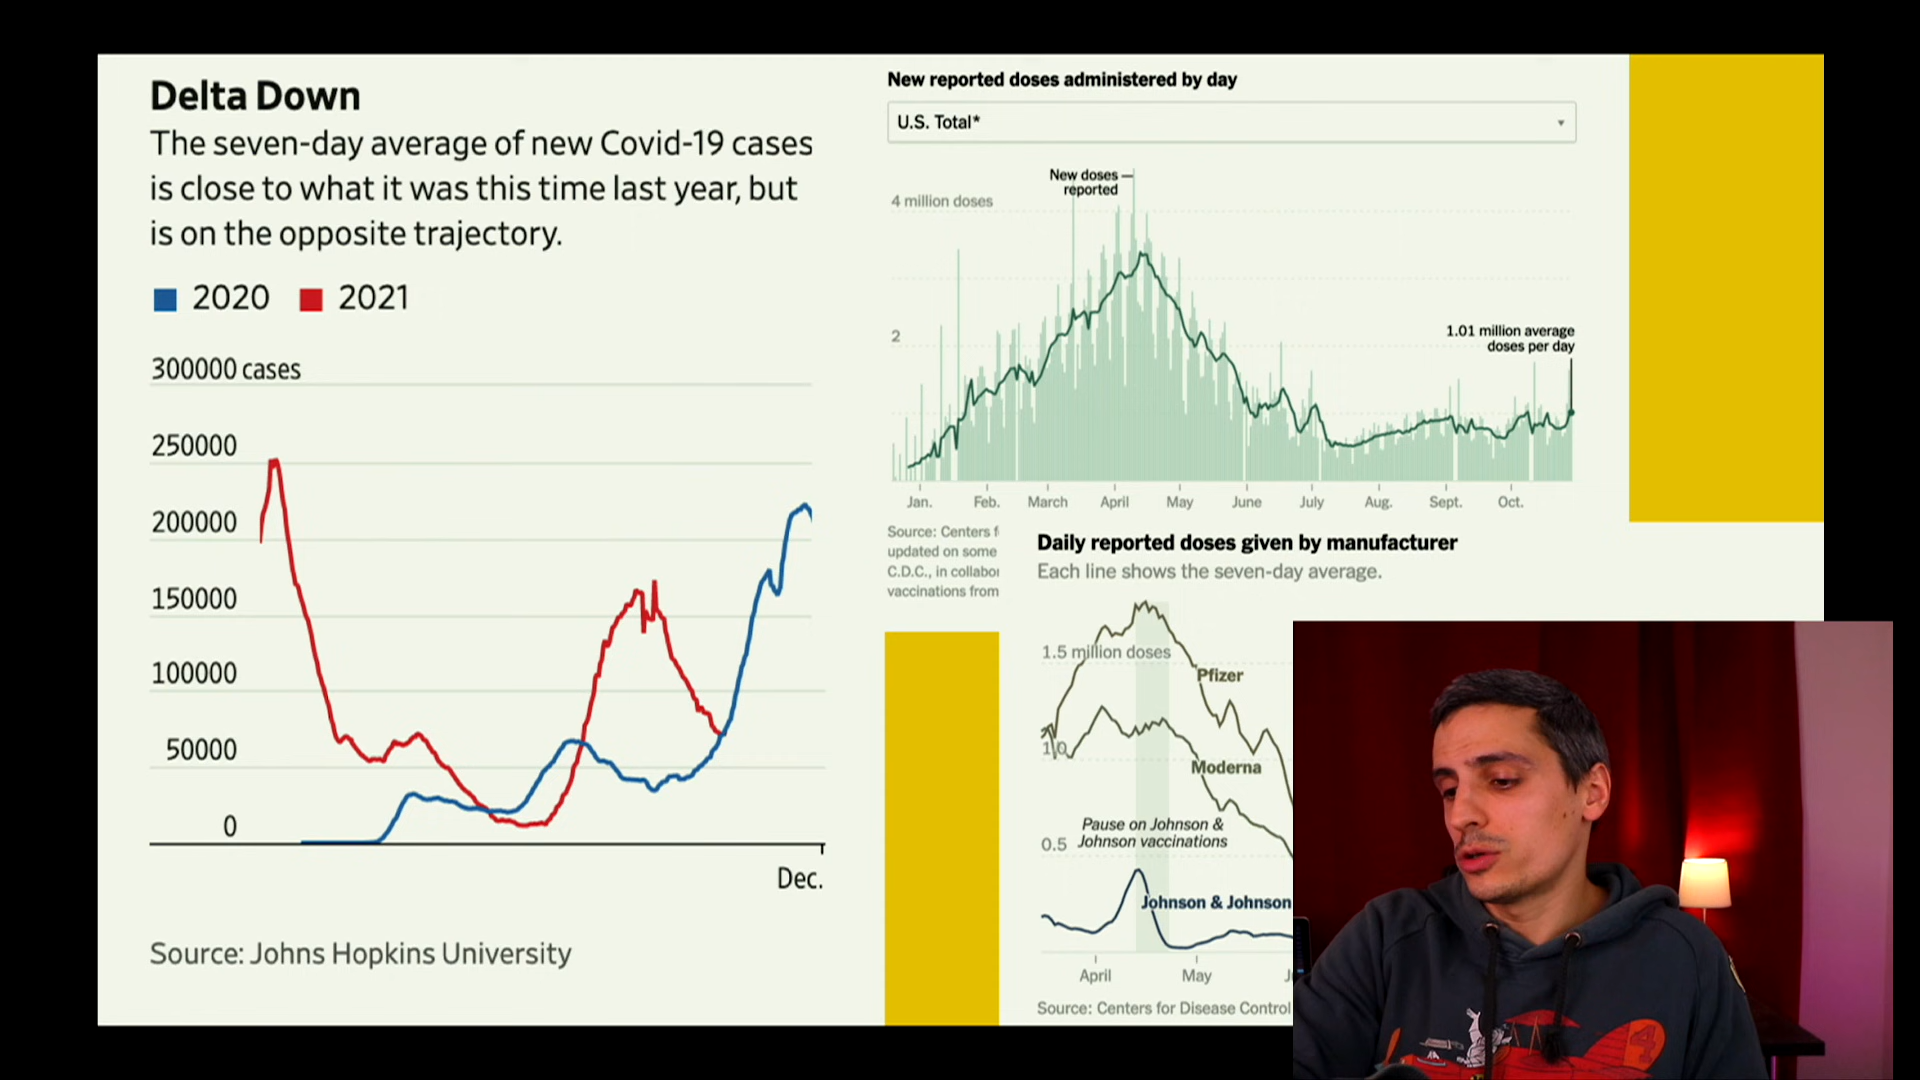 Delta Down
The seven-day average of new Covid-19 cases
is close to what it was this time last year, but
is on the opposite trajectory.
2020 2021
300000 cases
250000
200000
150000
100000
50000
0
Dec.
Source: Johns Hopkins University
New reported doses administered by day
U.S. Total*
New doses
reported
4 million doses
2
1.01 million average
doses per day
Jan. Feb. March April May June July Aug. Sept. Oct.
Source: Centers f
updated on some
C.D.C., in collabor
vaccinations from
Daily reported doses given by manufacturer
Each line shows the seven-day average.
1.5 million doses
Pfizer
1.0
Moderna
Pause on Johnson &
Johnson vaccinations
0.5
Johnson & Johnson
April May
Source: Centers for Disease Control
4